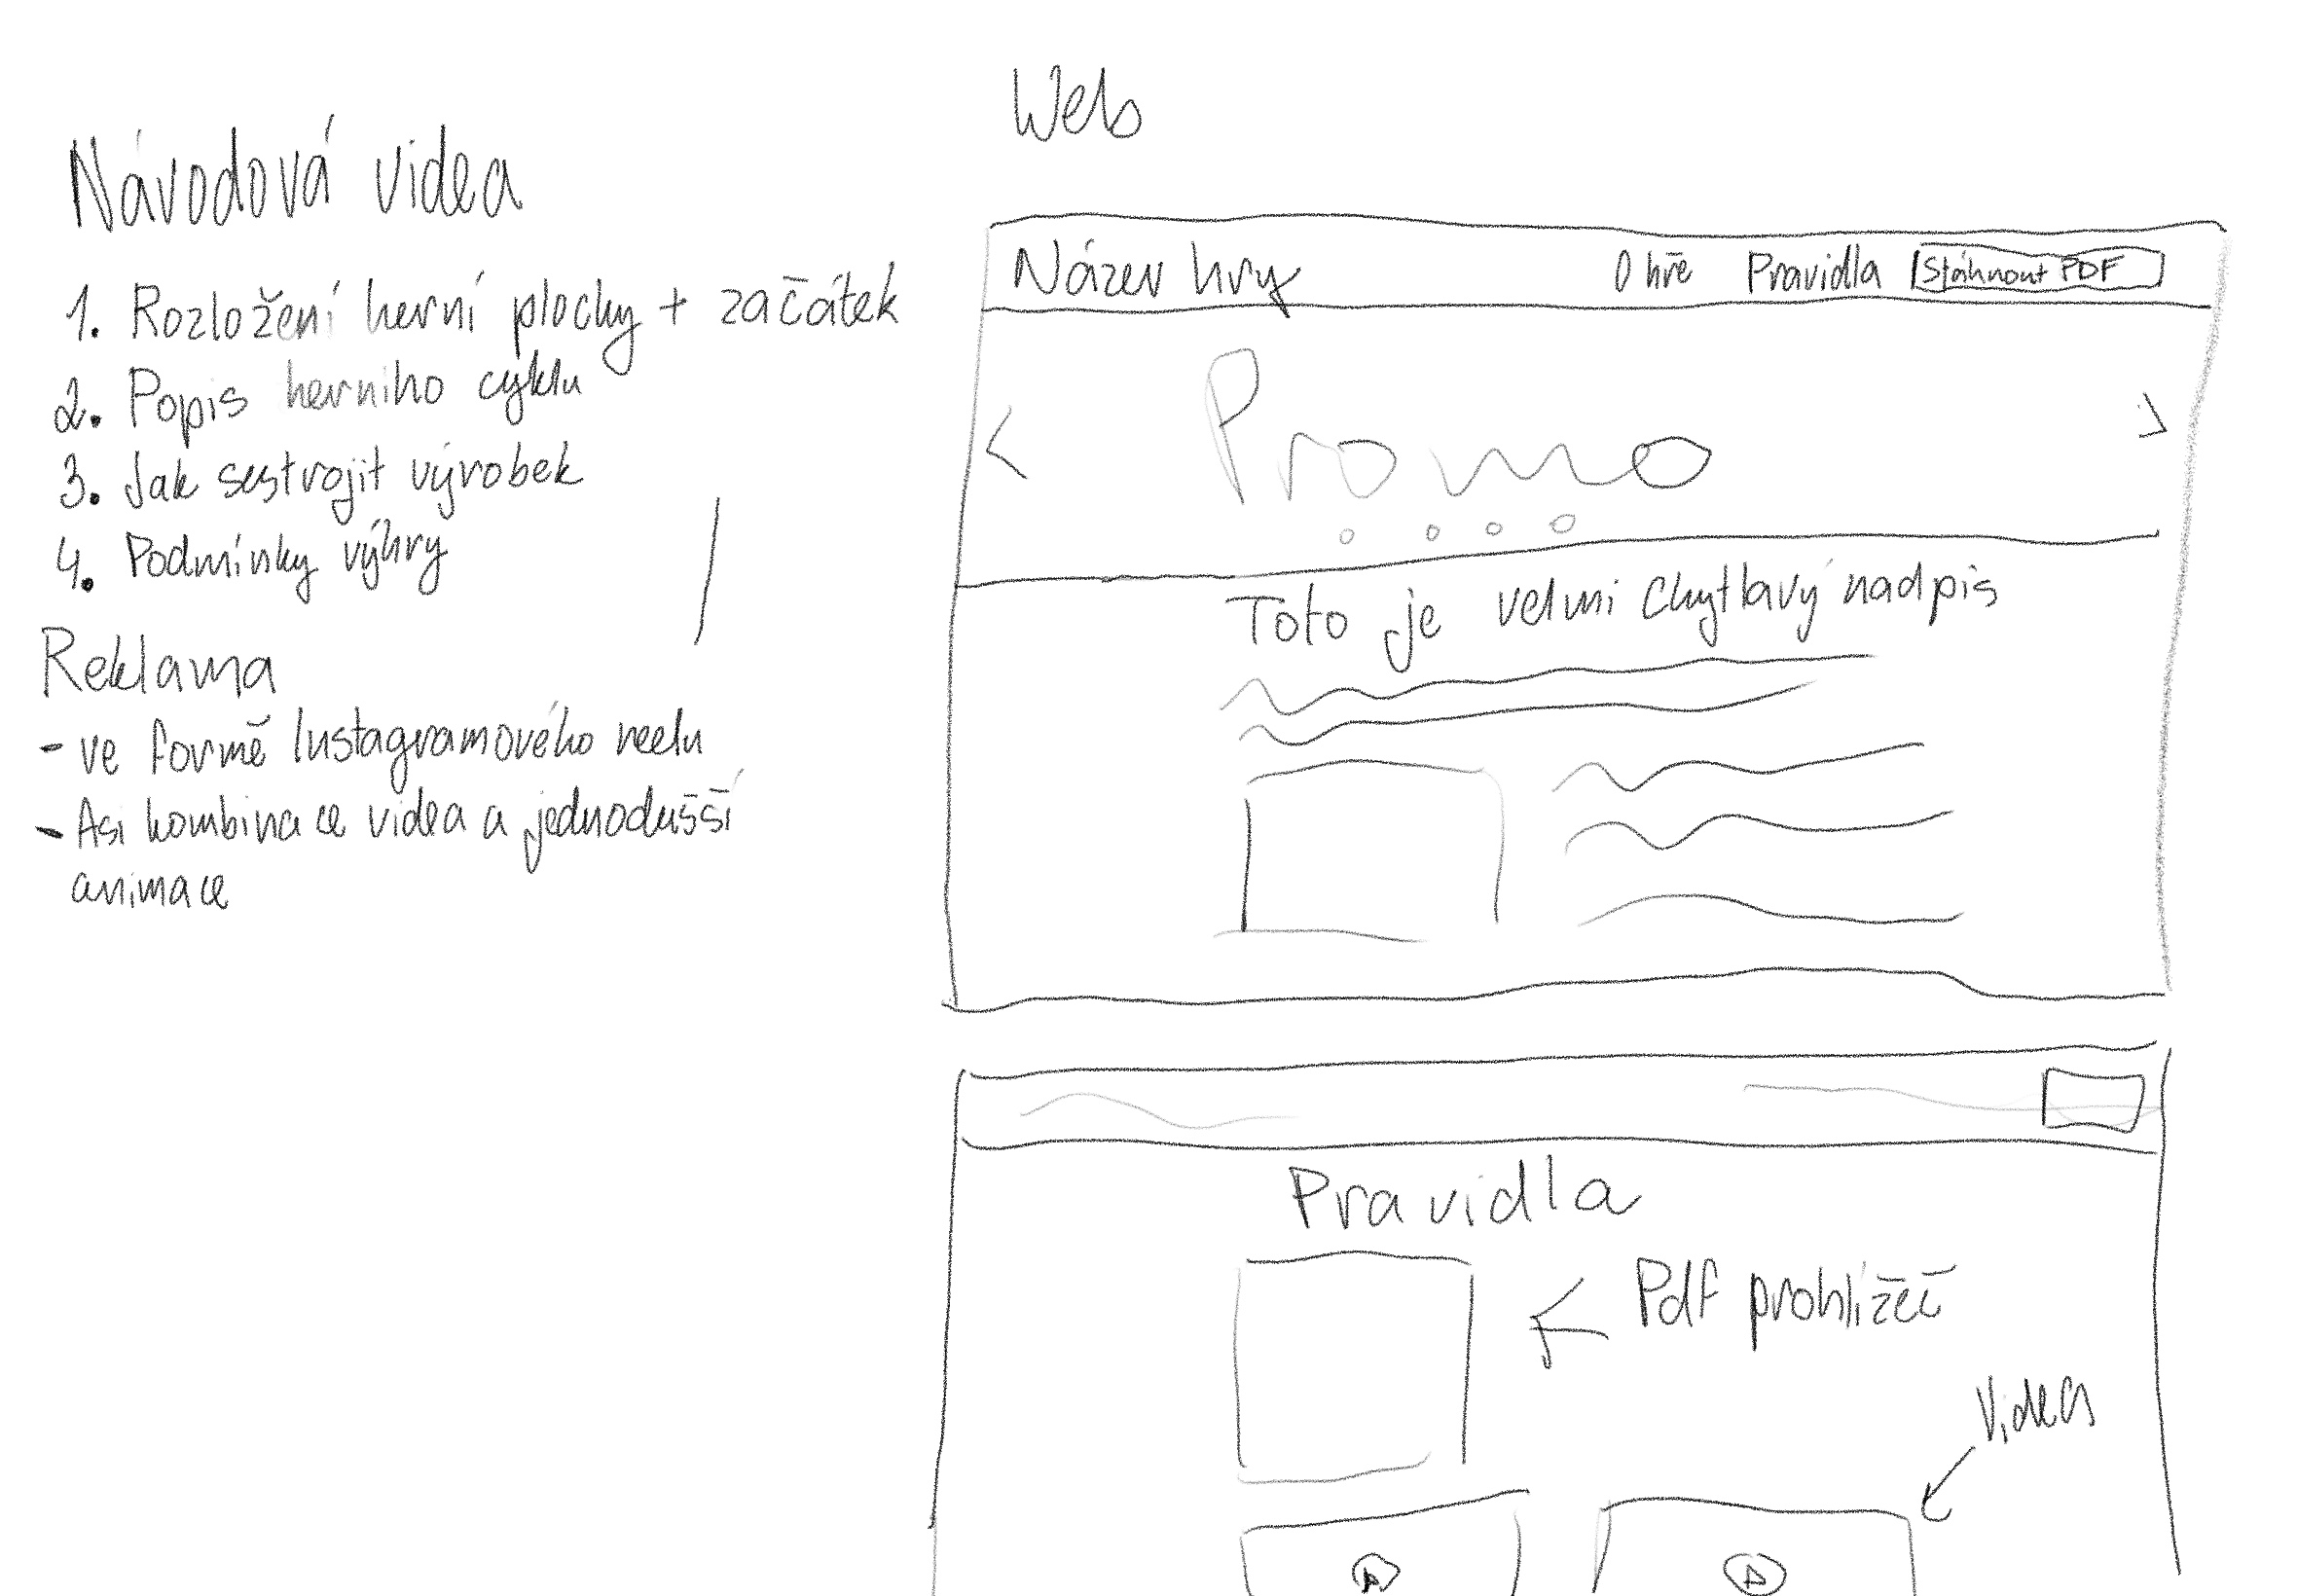 Návodová videa
1. Rozložení herní plochy + začátek
2. Popis herního cyklu
3. Jak sestrojit výrobek
4. Podmínky výhry
Reklama
- ve formě Instagramového reelu
- Asi kombinace videa a jednodušší
animace
Web
Název hry
O hře Pravidla Stáhnout PDF
< >
Promo
Toto je velmi chytlavý nadpis
Pravidla
Pdf prohlížeč
Videa